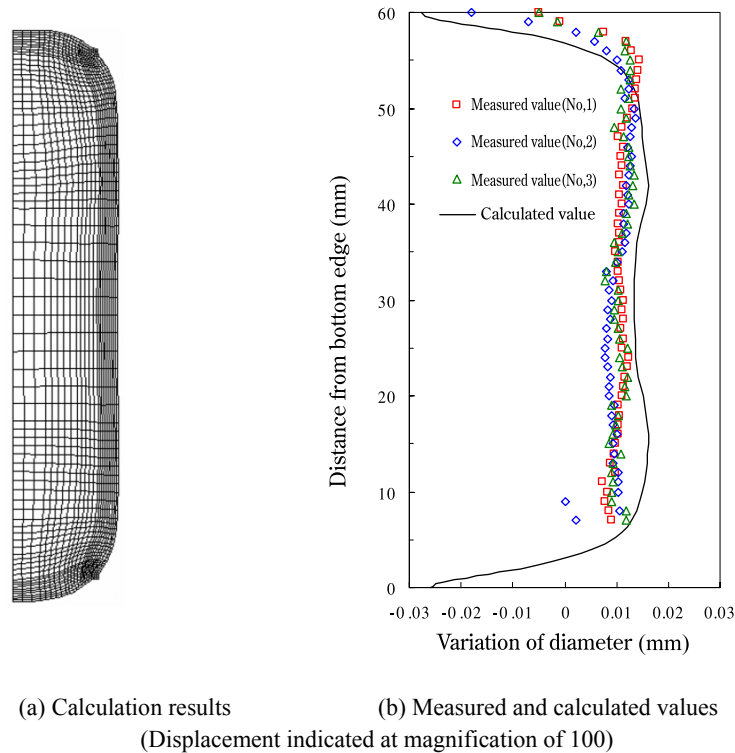 60
50
40
30
20
10
0
Distance from bottom edge (mm)
Measured value(No,1)
Measured value(No,2)
Measured value(No,3)
Calculated value
-0.03 -0.02 -0.01 0 0.01 0.02 0.03
Variation of diameter (mm)
(a) Calculation results (b) Measured and calculated values
(Displacement indicated at magnification of 100)